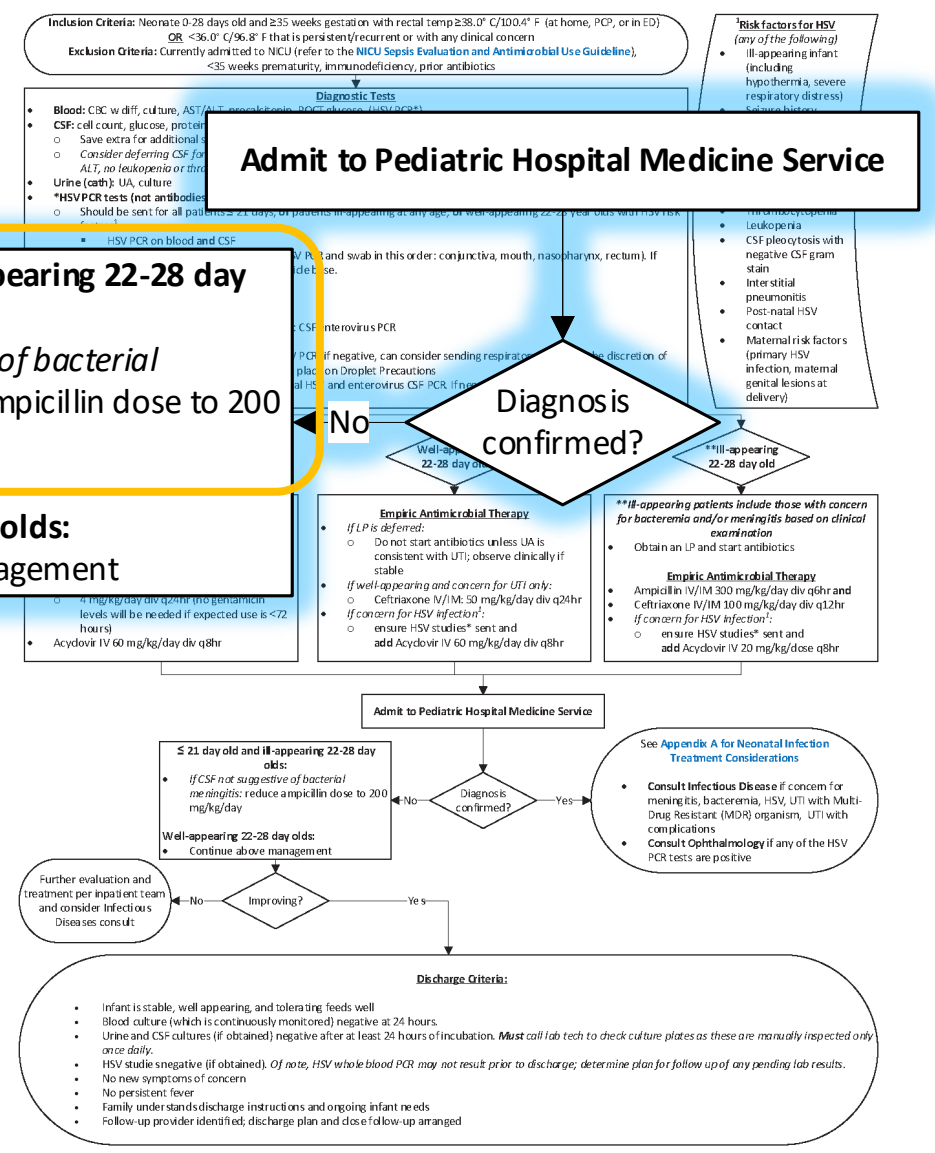 Inclusion Criteria: Neonate 0-28 days old and ≥35 weeks gestation with rectal temp ≥38.0° C/100.4° F (at home, PCP, or in ED)
OR <36.0° C/96.8° F that is persistent/recurrent or with any clinical concern
Exclusion Criteria: Currently admitted to NICU (refer to the NICU Sepsis Evaluation and Antimicrobial Use Guideline),
<35 weeks prematurity, immunodeficiency, prior antibiotics
¹Risk factors for HSV
(any of the following)
• Ill-appearing infant
(including
hypothermia, severe
respiratory distress)
• Seizure history
Thrombocytopenia
• Leukopenia
• CSF pleocytosis with
negative CSF gram
stain
• Interstitial
pneumonitis
• Post-natal HSV
contact
• Maternal risk factors
(primary HSV
infection, maternal
genital lesions at
delivery)
Diagnostic Tests
• Blood: CBC w diff, culture, AST/ALT, procalcitonin, POCT glucose, (HSV PCR*)
• CSF: cell count, glucose, protein
○ Save extra for additional s
○ Consider deferring CSF for
ALT, no leukopenia or thro
• Urine (cath): UA, culture
• *HSV PCR tests (not antibodies
○ Should be sent for all patients ≤ 21 days, or patients ill-appearing at any age, or well-appearing 22-28 year olds with HSV risk
▪ HSV PCR on blood and CSF
PCR and swab in this order: conjunctiva, mouth, nasopharynx, rectum). If
CSF enterovirus PCR
PCR, if negative, can consider sending respirator
the discretion of
place on Droplet Precautions
HSV and enterovirus CSF PCR. If neg
Admit to Pediatric Hospital Medicine Service
Diagnosis
confirmed?
No
pearing 22-28 day
of bacterial
mpicillin dose to 200
olds:
agement
Well-app
22-28 day old
**Ill-appearing
22-28 day old
4 mg/kg/day div q24hr (no gentamicin
levels will be needed if expected use is <72
hours)
• Acyclovir IV 60 mg/kg/day div q8hr
Empiric Antimicrobial Therapy
• If LP is deferred:
○ Do not start antibiotics unless UA is
consistent with UTI; observe clinically if
stable
• If well-appearing and concern for UTI only:
○ Ceftriaxone IV/IM: 50 mg/kg/day div q24hr
• If concern for HSV infection¹:
○ ensure HSV studies* sent and
add Acyclovir IV 60 mg/kg/day div q8hr
**Ill-appearing patients include those with concern
for bacteremia and/or meningitis based on clinical
examination
• Obtain an LP and start antibiotics
Empiric Antimicrobial Therapy
• Ampicillin IV/IM 300 mg/kg/day div q6hr and
• Ceftriaxone IV/IM 100 mg/kg/day div q12hr
• If concern for HSV Infection¹:
○ ensure HSV studies* sent and
add Acyclovir IV 20 mg/kg/dose q8hr
Admit to Pediatric Hospital Medicine Service
≤ 21 day old and ill-appearing 22-28 day
olds:
• If CSF not suggestive of bacterial
meningitis: reduce ampicillin dose to 200
mg/kg/day
Well-appearing 22-28 day olds:
• Continue above management
No
Diagnosis
confirmed?
Yes
See Appendix A for Neonatal Infection
Treatment Considerations
• Consult Infectious Disease if concern for
meningitis, bacteremia, HSV, UTI with Multi-
Drug Resistant (MDR) organism, UTI with
complications
• Consult Ophthalmology if any of the HSV
PCR tests are positive
Further evaluation and
treatment per inpatient team
and consider Infectious
Diseases consult
No
Improving?
Yes
Discharge Criteria:
• Infant is stable, well appearing, and tolerating feeds well
• Blood culture (which is continuously monitored) negative at 24 hours.
• Urine and CSF cultures (if obtained) negative after at least 24 hours of incubation. Must call lab tech to check culture plates as these are manually inspected only
once daily.
• HSV studies negative (if obtained). Of note, HSV whole blood PCR may not result prior to discharge; determine plan for follow up of any pending lab results.
• No new symptoms of concern
• No persistent fever
• Family understands discharge instructions and ongoing infant needs
• Follow-up provider identified; discharge plan and close follow-up arranged